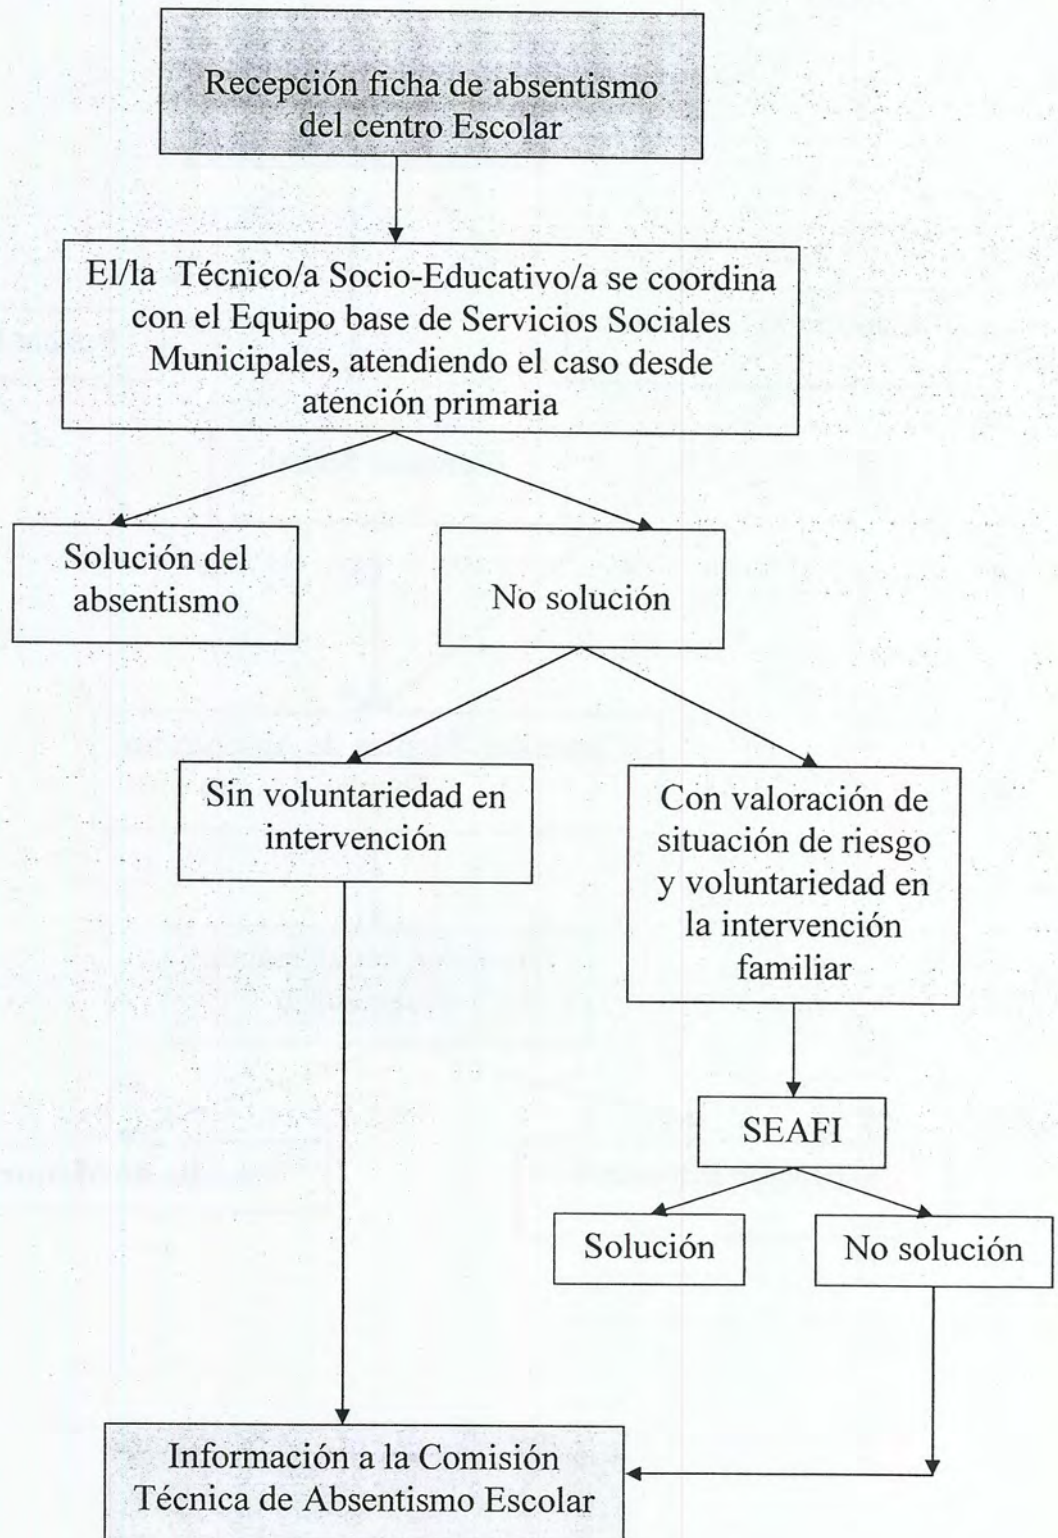 Recepción ficha de absentismo
del centro Escolar
El/la Técnico/a Socio-Educativo/a se coordina
con el Equipo base de Servicios Sociales
Municipales, atendiendo el caso desde
atención primaria
Solución del
absentismo
No solución
Sin voluntariedad en
intervención
Con valoración de
situación de riesgo
y voluntariedad en
la intervención
familiar
SEAFI
Solución
No solución
Información a la Comisión
Técnica de Absentismo Escolar